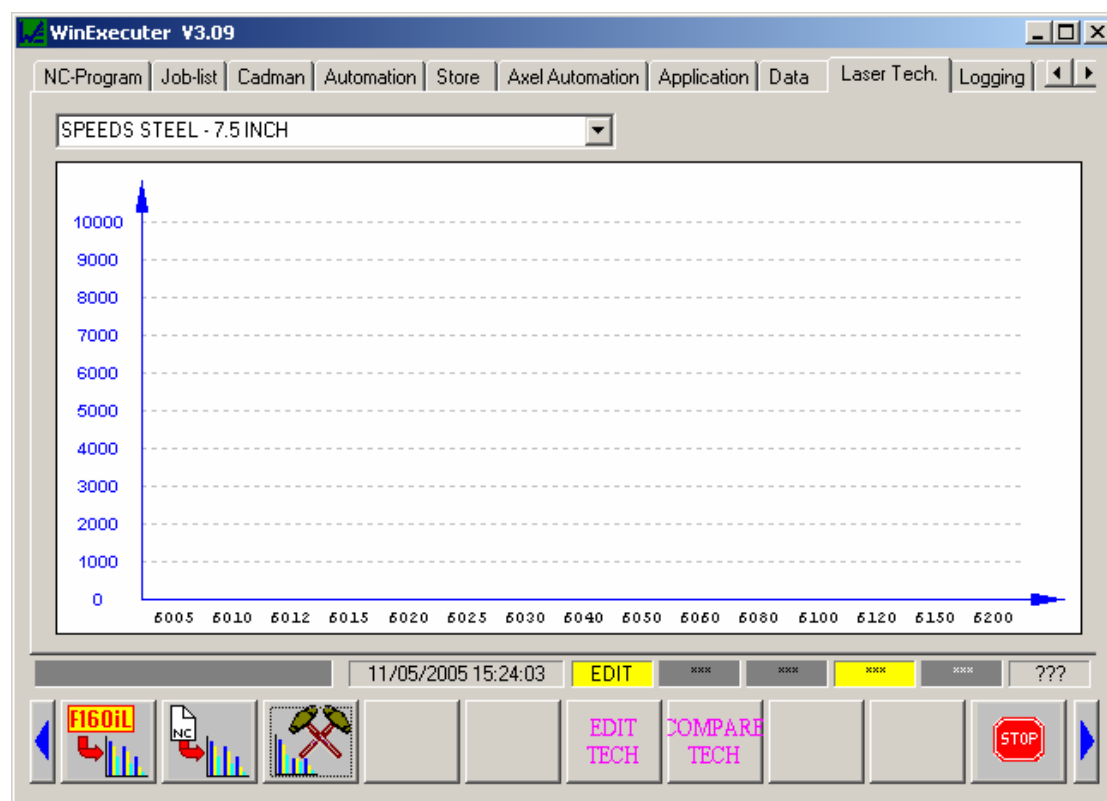 WinExecuter V3.09
NC-Program Job-list Cadman Automation Store Axel Automation Application Data Laser Tech. Logging
SPEEDS STEEL - 7.5 INCH
10000
9000
8000
7000
6000
5000
4000
3000
2000
1000
0
6005 6010 6012 6015 6020 6025 6030 6040 6050 6060 6080 6100 6120 6150 6200
11/05/2005 15:24:03 EDIT *** *** *** *** ???
F160iL NC EDIT TECH COMPARE TECH STOP